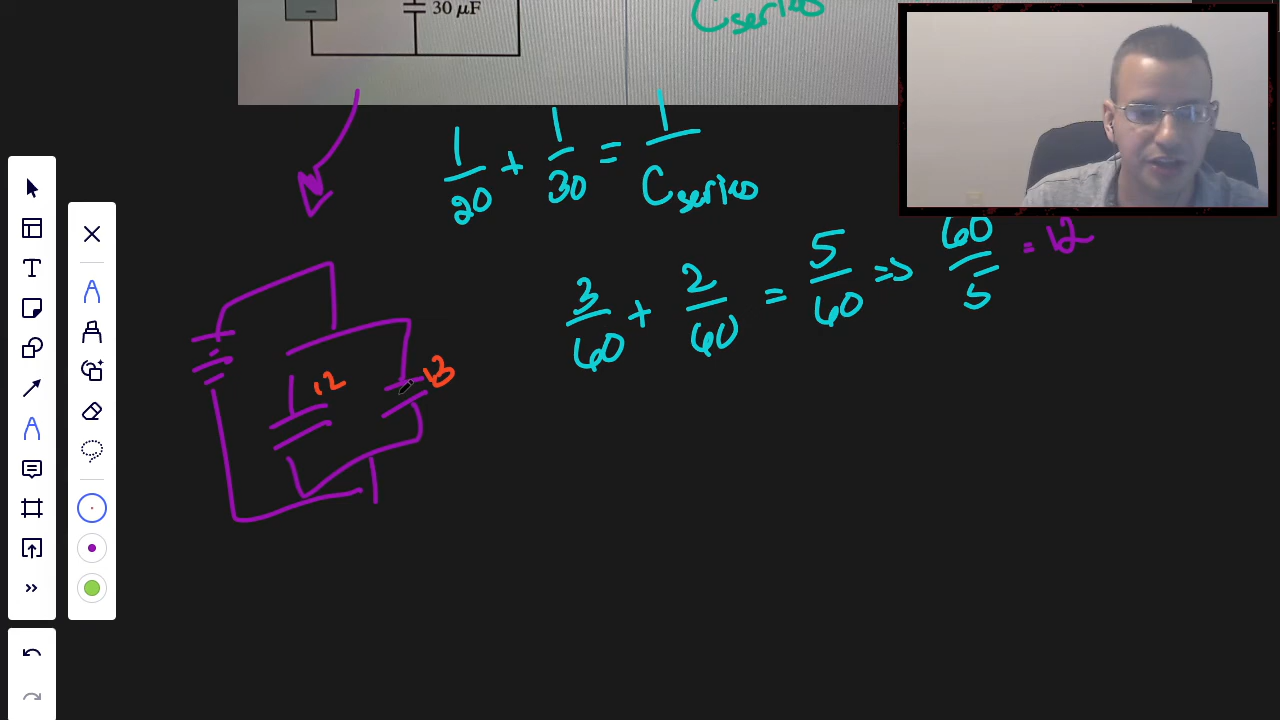 30 μF
Cseries
1/20 + 1/30 = 1/Cseries
3/60 + 2/60 = 5/60 => 60/5 = 12
12
13